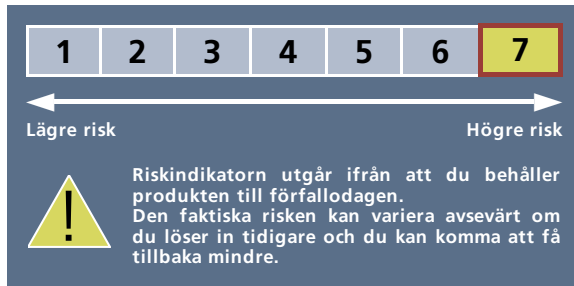 1 2 3 4 5 6 7
Lägre risk Högre risk
Riskindikatorn utgår ifrån att du behåller
produkten till förfallodagen.
Den faktiska risken kan variera avsevärt om
du löser in tidigare och du kan komma att få
tillbaka mindre.
!